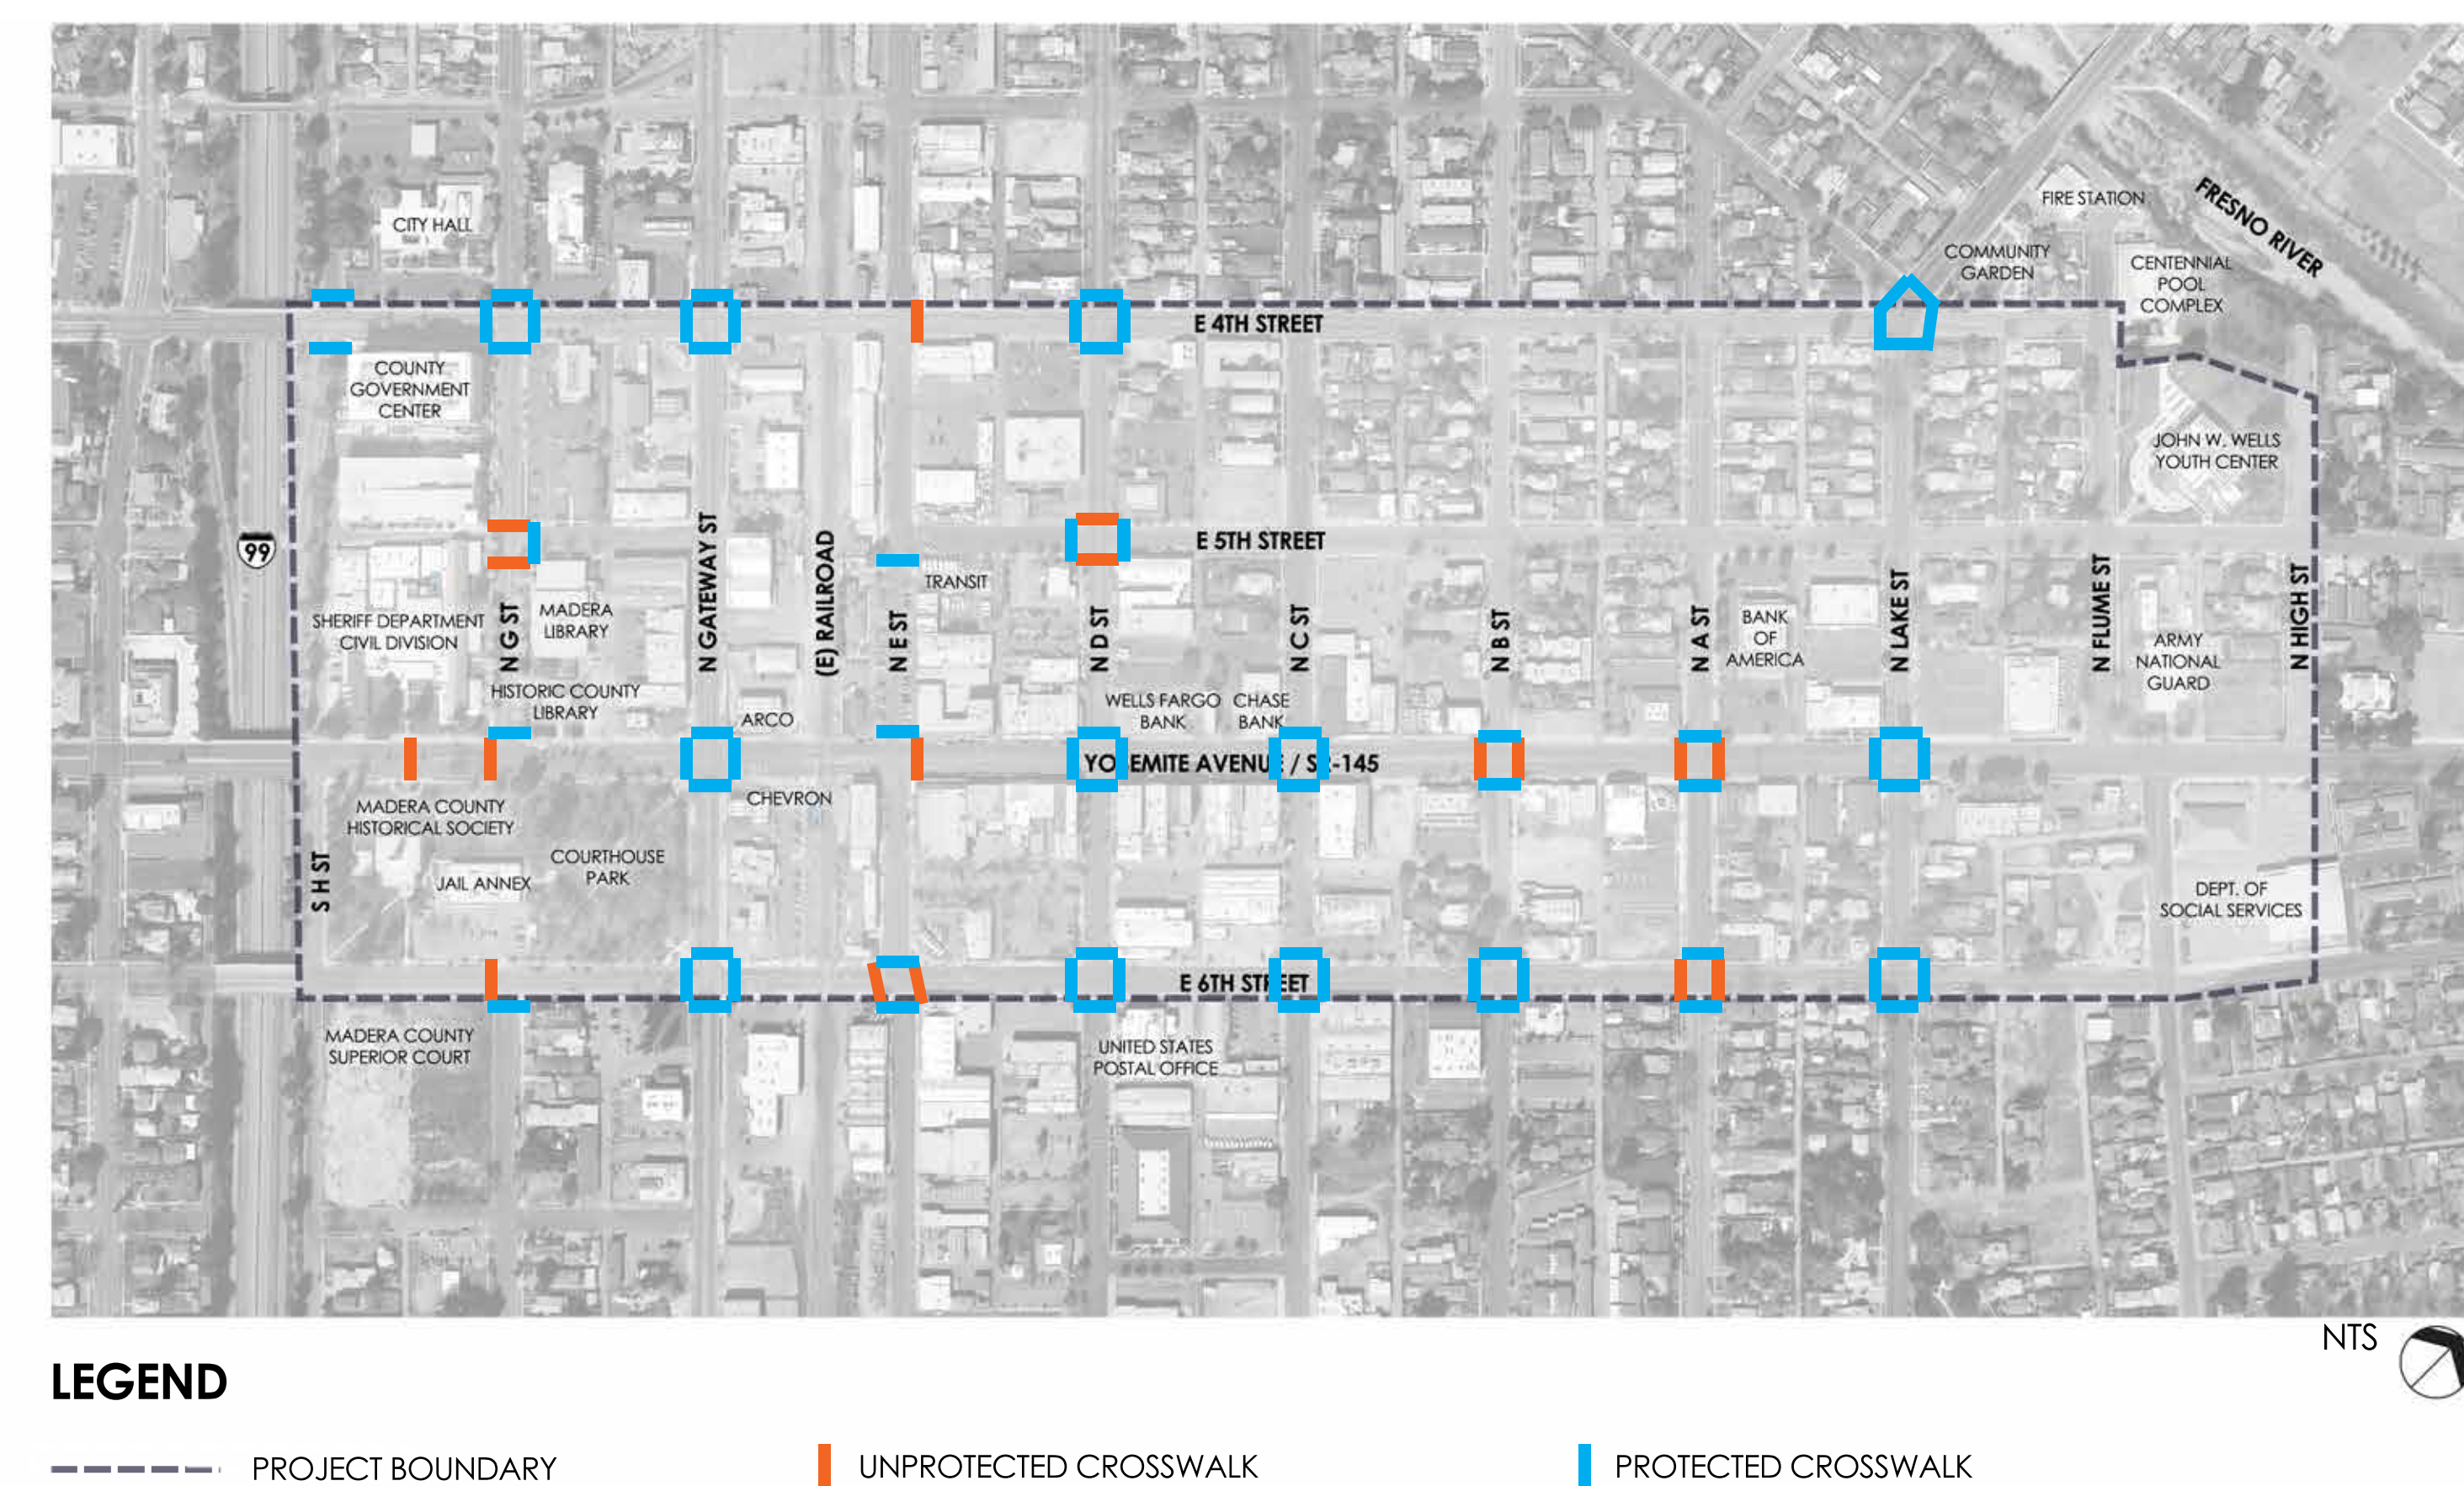 FIRE STATION
FRESNO RIVER
CITY HALL
COMMUNITY
GARDEN
CENTENNIAL
POOL
COMPLEX
E 4TH STREET
COUNTY
GOVERNMENT
CENTER
JOHN W. WELLS
YOUTH CENTER
99
E 5TH STREET
TRANSIT
SHERIFF DEPARTMENT
CIVIL DIVISION
N G ST
MADERA
LIBRARY
N GATEWAY ST
(E) RAILROAD
N E ST
N D ST
N C ST
N B ST
N A ST
BANK
OF
AMERICA
N LAKE ST
N FLUME ST
ARMY
NATIONAL
GUARD
N HIGH ST
HISTORIC COUNTY
LIBRARY
ARCO
WELLS FARGO
BANK
CHASE
BANK
YOSEMITE AVENUE / SR-145
MADERA COUNTY
HISTORICAL SOCIETY
CHEVRON
S H ST
JAIL ANNEX
COURTHOUSE
PARK
DEPT. OF
SOCIAL SERVICES
E 6TH STREET
MADERA COUNTY
SUPERIOR COURT
UNITED STATES
POSTAL OFFICE
NTS
LEGEND
PROJECT BOUNDARY
UNPROTECTED CROSSWALK
PROTECTED CROSSWALK